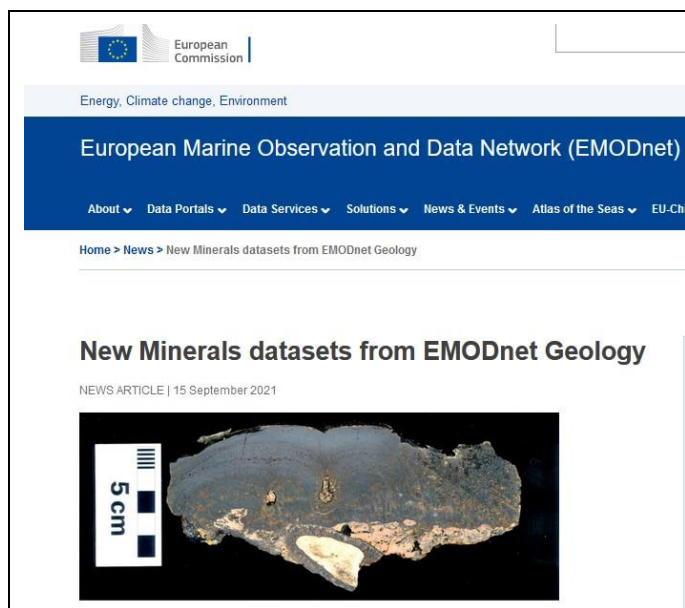 European
Commission
Energy, Climate change, Environment
European Marine Observation and Data Network (EMODnet)
About Data Portals Data Services Solutions News & Events Atlas of the Seas EU-Ch
Home > News > New Minerals datasets from EMODnet Geology
New Minerals datasets from EMODnet Geology
NEWS ARTICLE | 15 September 2021
5 cm